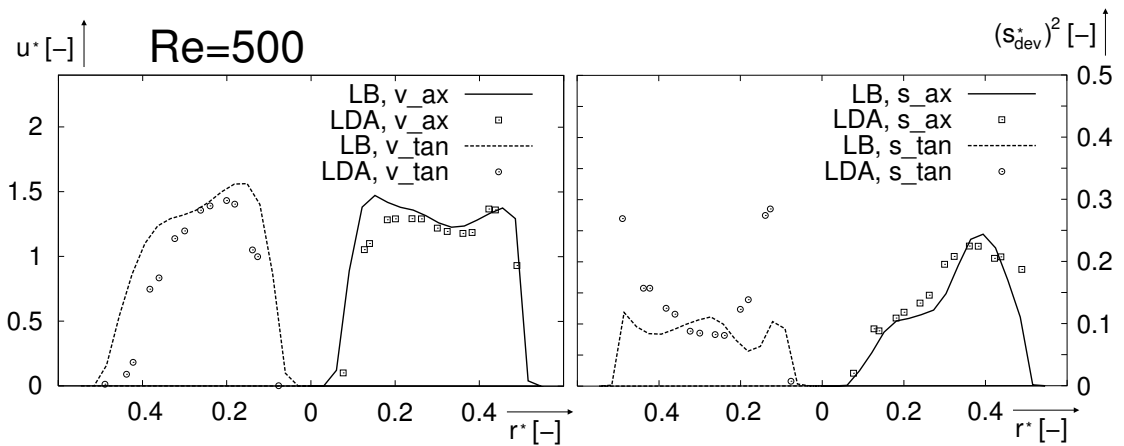 u* [–]
Re=500
(s*dev)² [–]
LB, v_ax
LDA, v_ax
LB, v_tan
LDA, v_tan
2
1.5
1
0.5
0
0.4
0.2
0
0.2
0.4
r* [–]
LB, s_ax
LDA, s_ax
LB, s_tan
LDA, s_tan
0.5
0.4
0.3
0.2
0.1
0
0.4
0.2
0
0.2
0.4
r* [–]